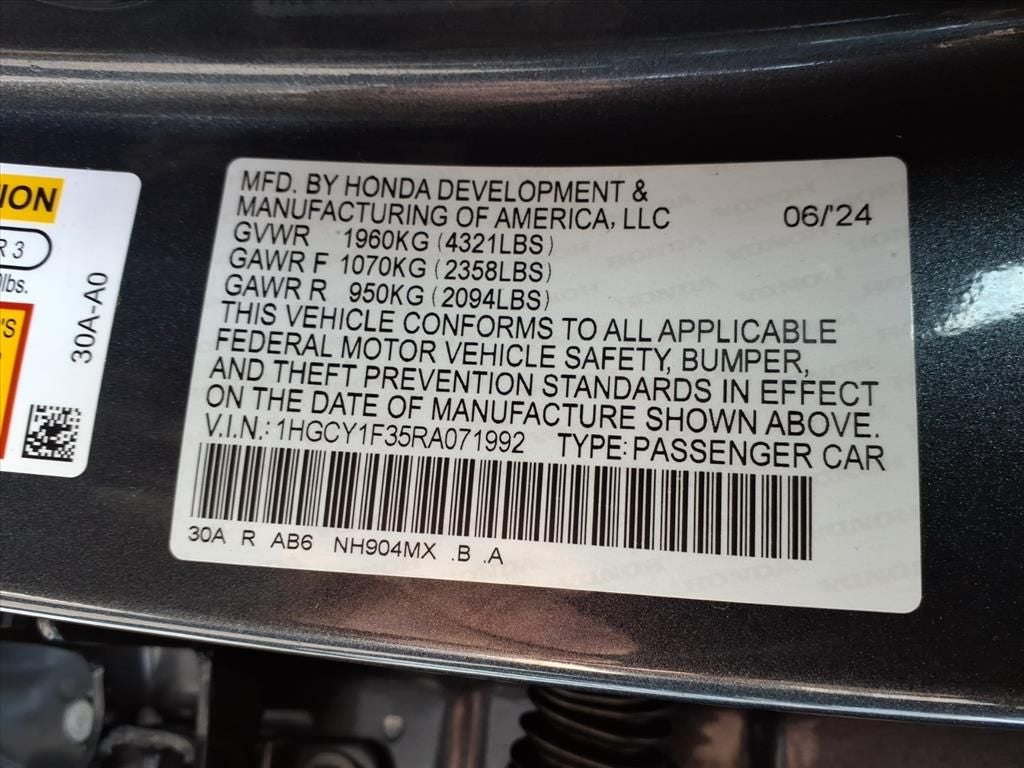 MFD. BY HONDA DEVELOPMENT &
MANUFACTURING OF AMERICA, LLC 06/'24
GVWR 1960KG (4321LBS)
GAWR F 1070KG (2358LBS)
GAWR R 950KG (2094LBS)
THIS VEHICLE CONFORMS TO ALL APPLICABLE
FEDERAL MOTOR VEHICLE SAFETY, BUMPER,
AND THEFT PREVENTION STANDARDS IN EFFECT
ON THE DATE OF MANUFACTURE SHOWN ABOVE.
V.I.N.: 1HGCY1F35RA071992 TYPE: PASSENGER CAR
30A R AB6 NH904MX .B .A
ION
R 3
lbs.
'S
30A-A0